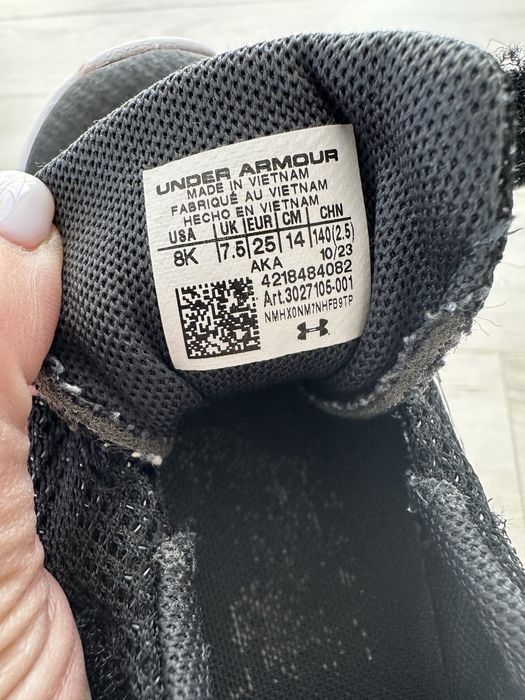 UNDER ARMOUR
MADE IN VIETNAM
FABRIQUÉ AU VIETNAM
HECHO EN VIETNAM
USA UK EUR CM CHN
8K 7.5 25 14 140(2.5)
AKA 10/23
4218484082
Art.3027105-001
NMHX0NM7NHFB9TP